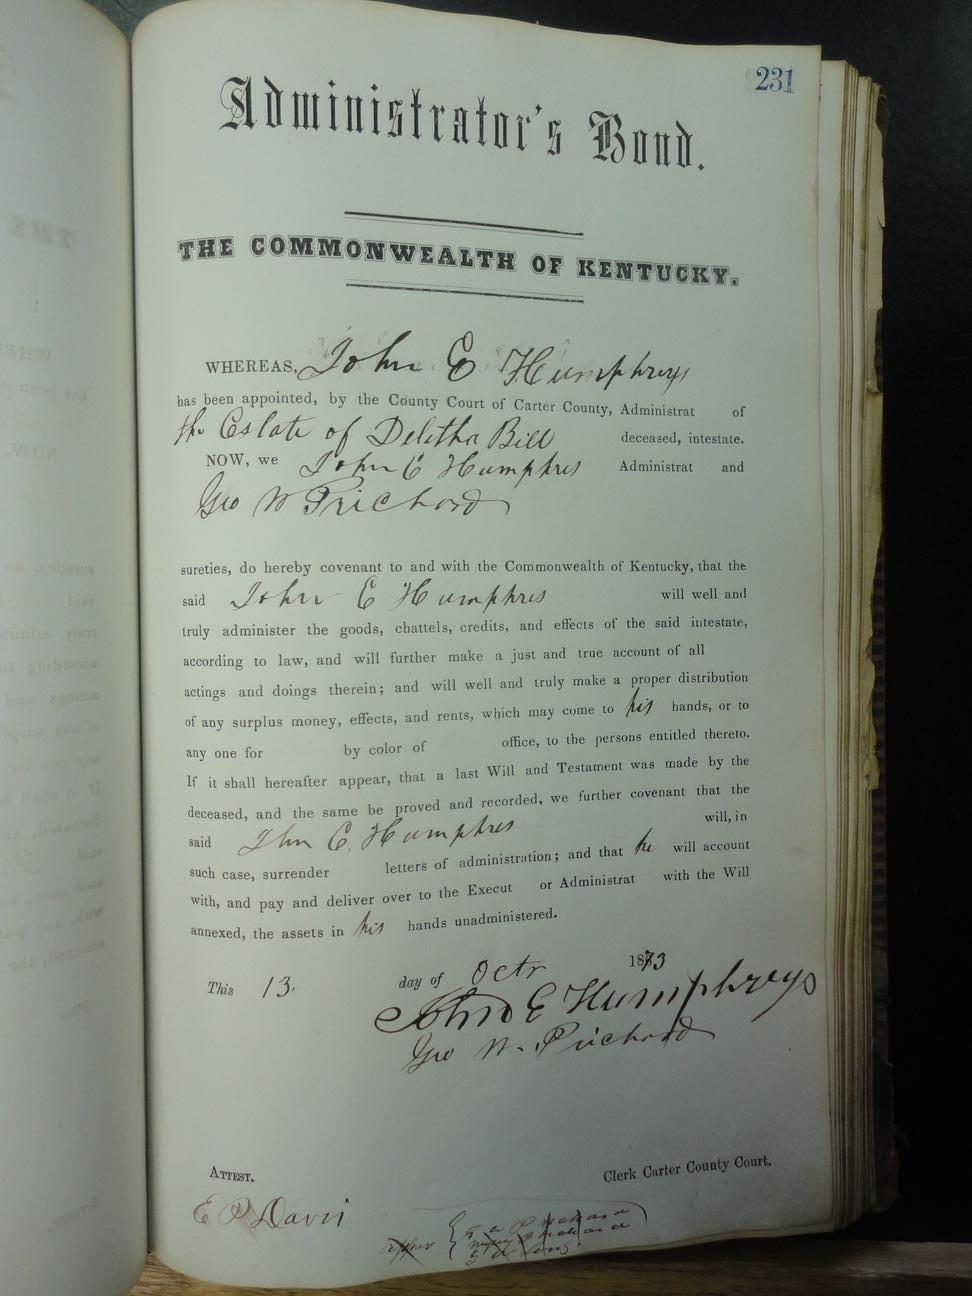 231
Administrator's Bond.
THE COMMONWEALTH OF KENTUCKY.
WHEREAS, John E Humphreys
has been appointed, by the County Court of Carter County, Administrat of
the Estate of Delitha Bill deceased, intestate.
NOW, we John E Humphris Administrat and
Geo W Prichard
sureties, do hereby covenant to and with the Commonwealth of Kentucky, that the
said John E Humphris will well and
truly administer the goods, chattels, credits, and effects of the said intestate,
according to law, and will further make a just and true account of all
actings and doings therein; and will well and truly make a proper distribution
of any surplus money, effects, and rents, which may come to his hands, or to
any one for by color of office, to the persons entitled thereto.
If it shall hereafter appear, that a last Will and Testament was made by the
deceased, and the same be proved and recorded, we further covenant that the
said Jhn E. Humphris will, in
such case, surrender letters of administration; and that he will account
with, and pay and deliver over to the Execut or Administrat with the Will
annexed, the assets in his hands unadministered.
This 13. day of Octr 1873
John E Humphreys
Geo W. Prichard
ATTEST. Clerk Carter County Court.
E P Davis
Prichard
Prichard